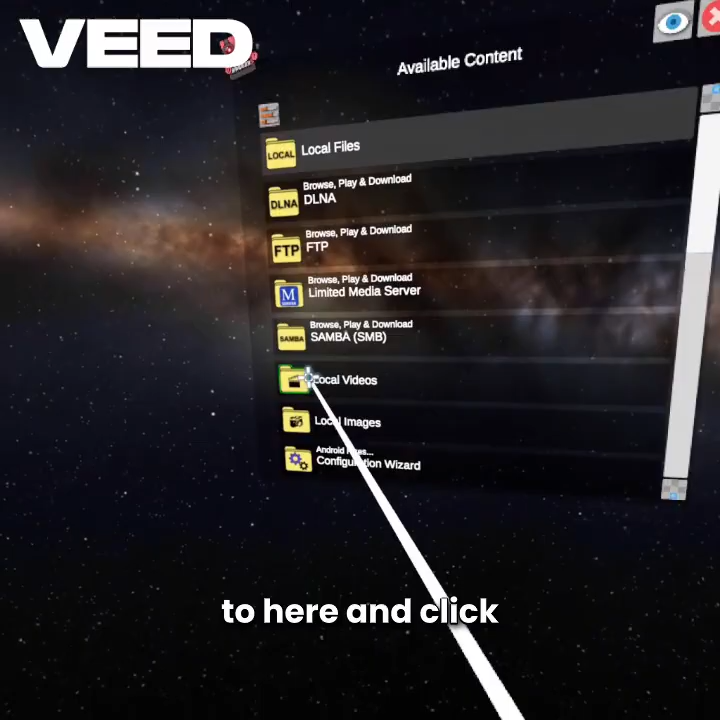 VEED
Available Content
LOCAL Local Files
Browse, Play & Download
DLNA DLNA
Browse, Play & Download
FTP FTP
Browse, Play & Download
M Limited Media Server
Browse, Play & Download
SAMBA SAMBA (SMB)
Local Videos
Local Images
Configuration Wizard
to here and click